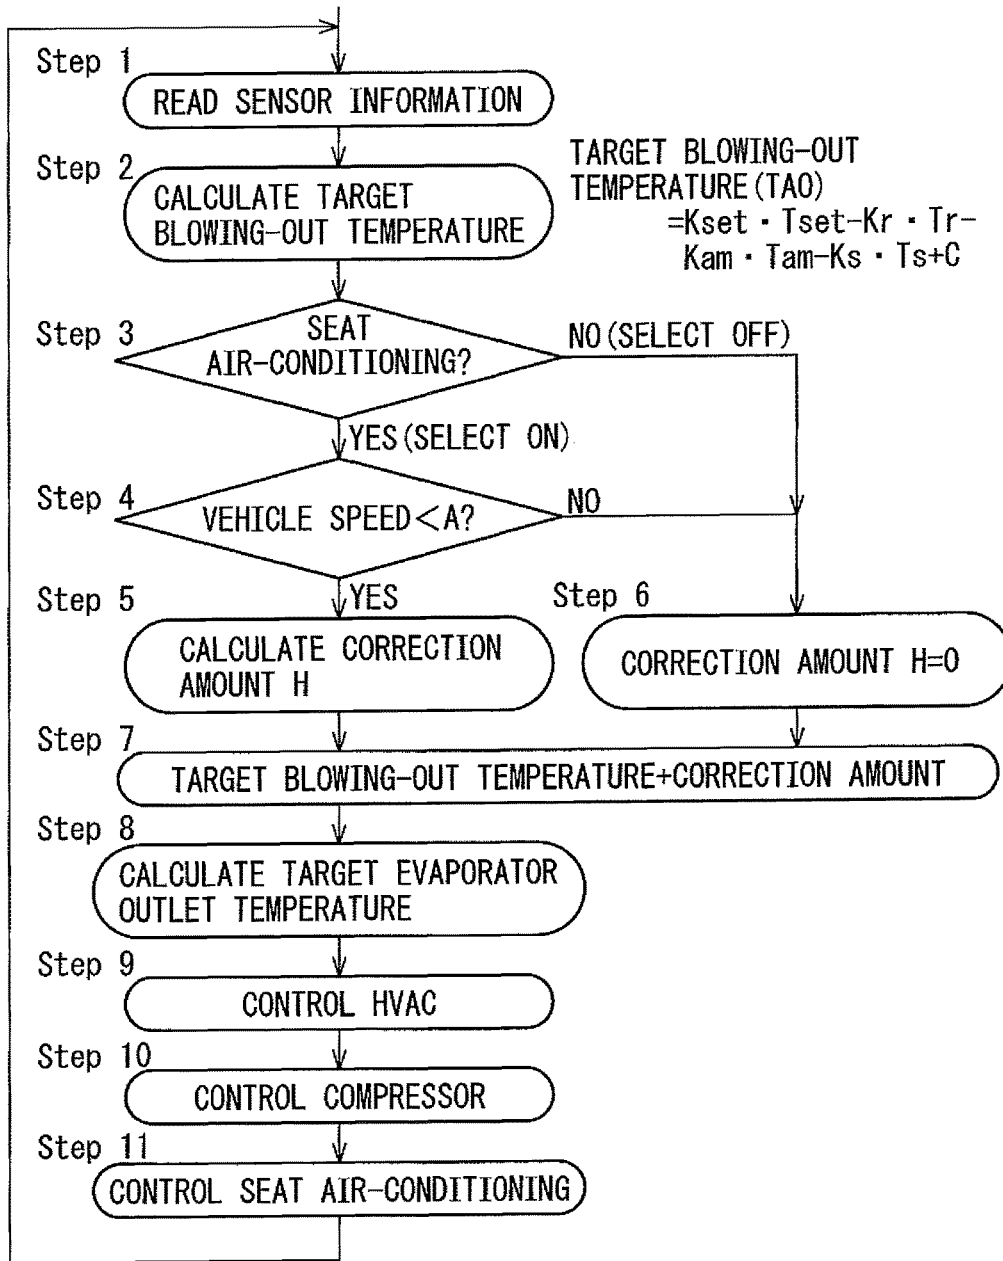 Step 1
READ SENSOR INFORMATION
Step 2
CALCULATE TARGET
BLOWING-OUT TEMPERATURE
TARGET BLOWING-OUT
TEMPERATURE(TAO)
=Kset・Tset-Kr・Tr-
Kam・Tam-Ks・Ts+C
Step 3
SEAT
AIR-CONDITIONING?
NO(SELECT OFF)
YES(SELECT ON)
Step 4
VEHICLE SPEED<A?
NO
YES
Step 5
CALCULATE CORRECTION
AMOUNT H
Step 6
CORRECTION AMOUNT H=0
Step 7
TARGET BLOWING-OUT TEMPERATURE+CORRECTION AMOUNT
Step 8
CALCULATE TARGET EVAPORATOR
OUTLET TEMPERATURE
Step 9
CONTROL HVAC
Step 10
CONTROL COMPRESSOR
Step 11
CONTROL SEAT AIR-CONDITIONING